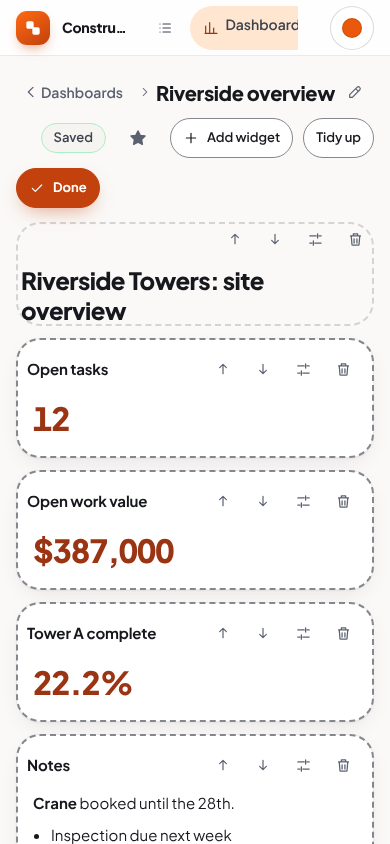 Constru...
Dashboard
Dashboards
Riverside overview
Saved
Add widget
Tidy up
Done
Riverside Towers: site
overview
Open tasks
12
Open work value
$387,000
Tower A complete
22.2%
Notes
Crane booked until the 28th.
• Inspection due next week